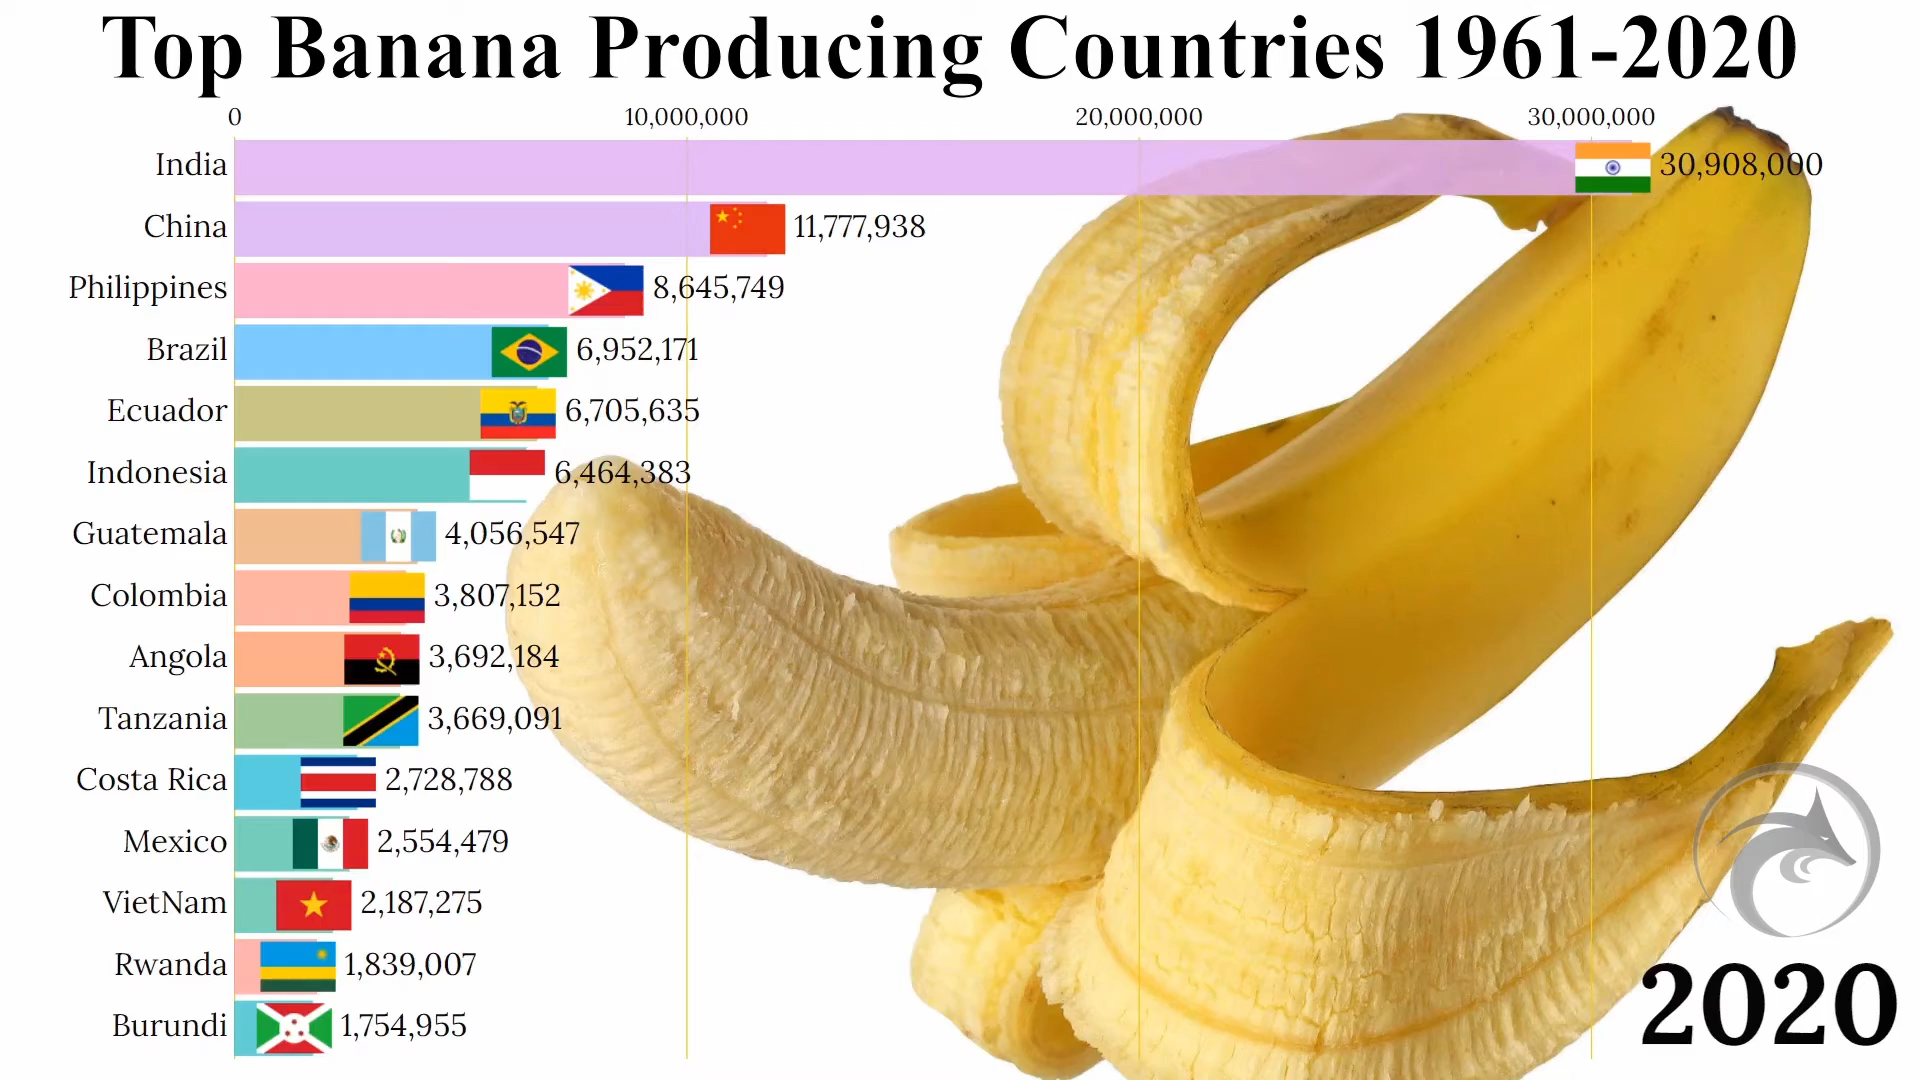 Top Banana Producing Countries 1961-2020
0 10,000,000 20,000,000 30,000,000
India 30,908,000
China 11,777,938
Philippines 8,645,749
Brazil 6,952,171
Ecuador 6,705,635
Indonesia 6,464,383
Guatemala 4,056,547
Colombia 3,807,152
Angola 3,692,184
Tanzania 3,669,091
Costa Rica 2,728,788
Mexico 2,554,479
VietNam 2,187,275
Rwanda 1,839,007
Burundi 1,754,955
2020